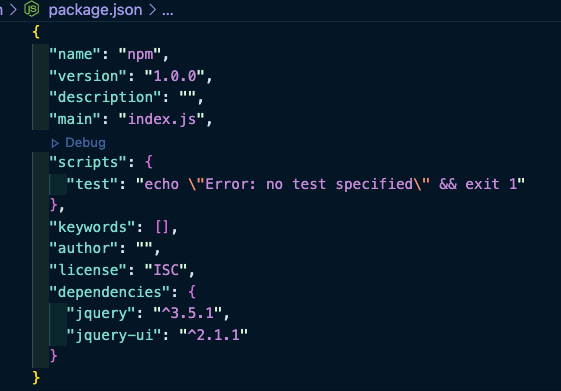 > package.json > ...
{
"name": "npm",
"version": "1.0.0",
"description": "",
"main": "index.js",
Debug
"scripts": {
"test": "echo \"Error: no test specified\" && exit 1"
},
"keywords": [],
"author": "",
"license": "ISC",
"dependencies": {
"jquery": "^3.5.1",
"jquery-ui": "^2.1.1"
}
}